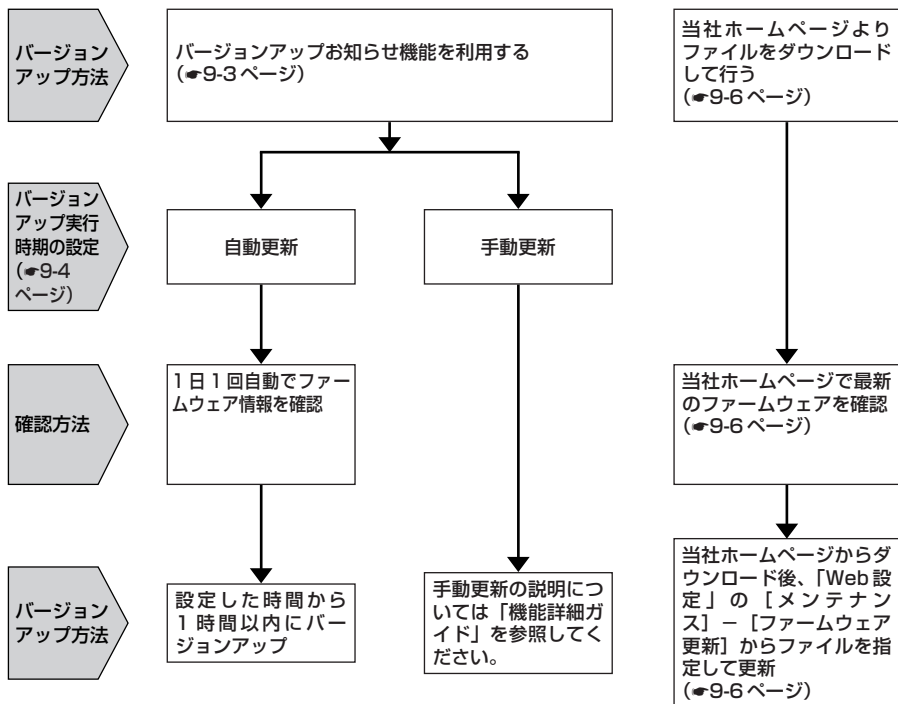 バージョン
アップ方法
バージョンアップお知らせ機能を利用する
(☛9-3ページ)
当社ホームページより
ファイルをダウンロード
して行う
(☛9-6ページ)
バージョン
アップ実行
時期の設定
(☛9-4
ページ)
自動更新
手動更新
確認方法
1日1回自動でファー
ムウェア情報を確認
当社ホームページで最新
のファームウェアを確認
(☛9-6ページ)
バージョン
アップ方法
設定した時間から
1時間以内にバー
ジョンアップ
手動更新の説明につ
いては「機能詳細ガ
イド」を参照してく
ださい。
当社ホームページからダ
ウンロード後、「Web設
定」の[メンテナン
ス]－[ファームウェア
更新]からファイルを指
定して更新
(☛9-6ページ)